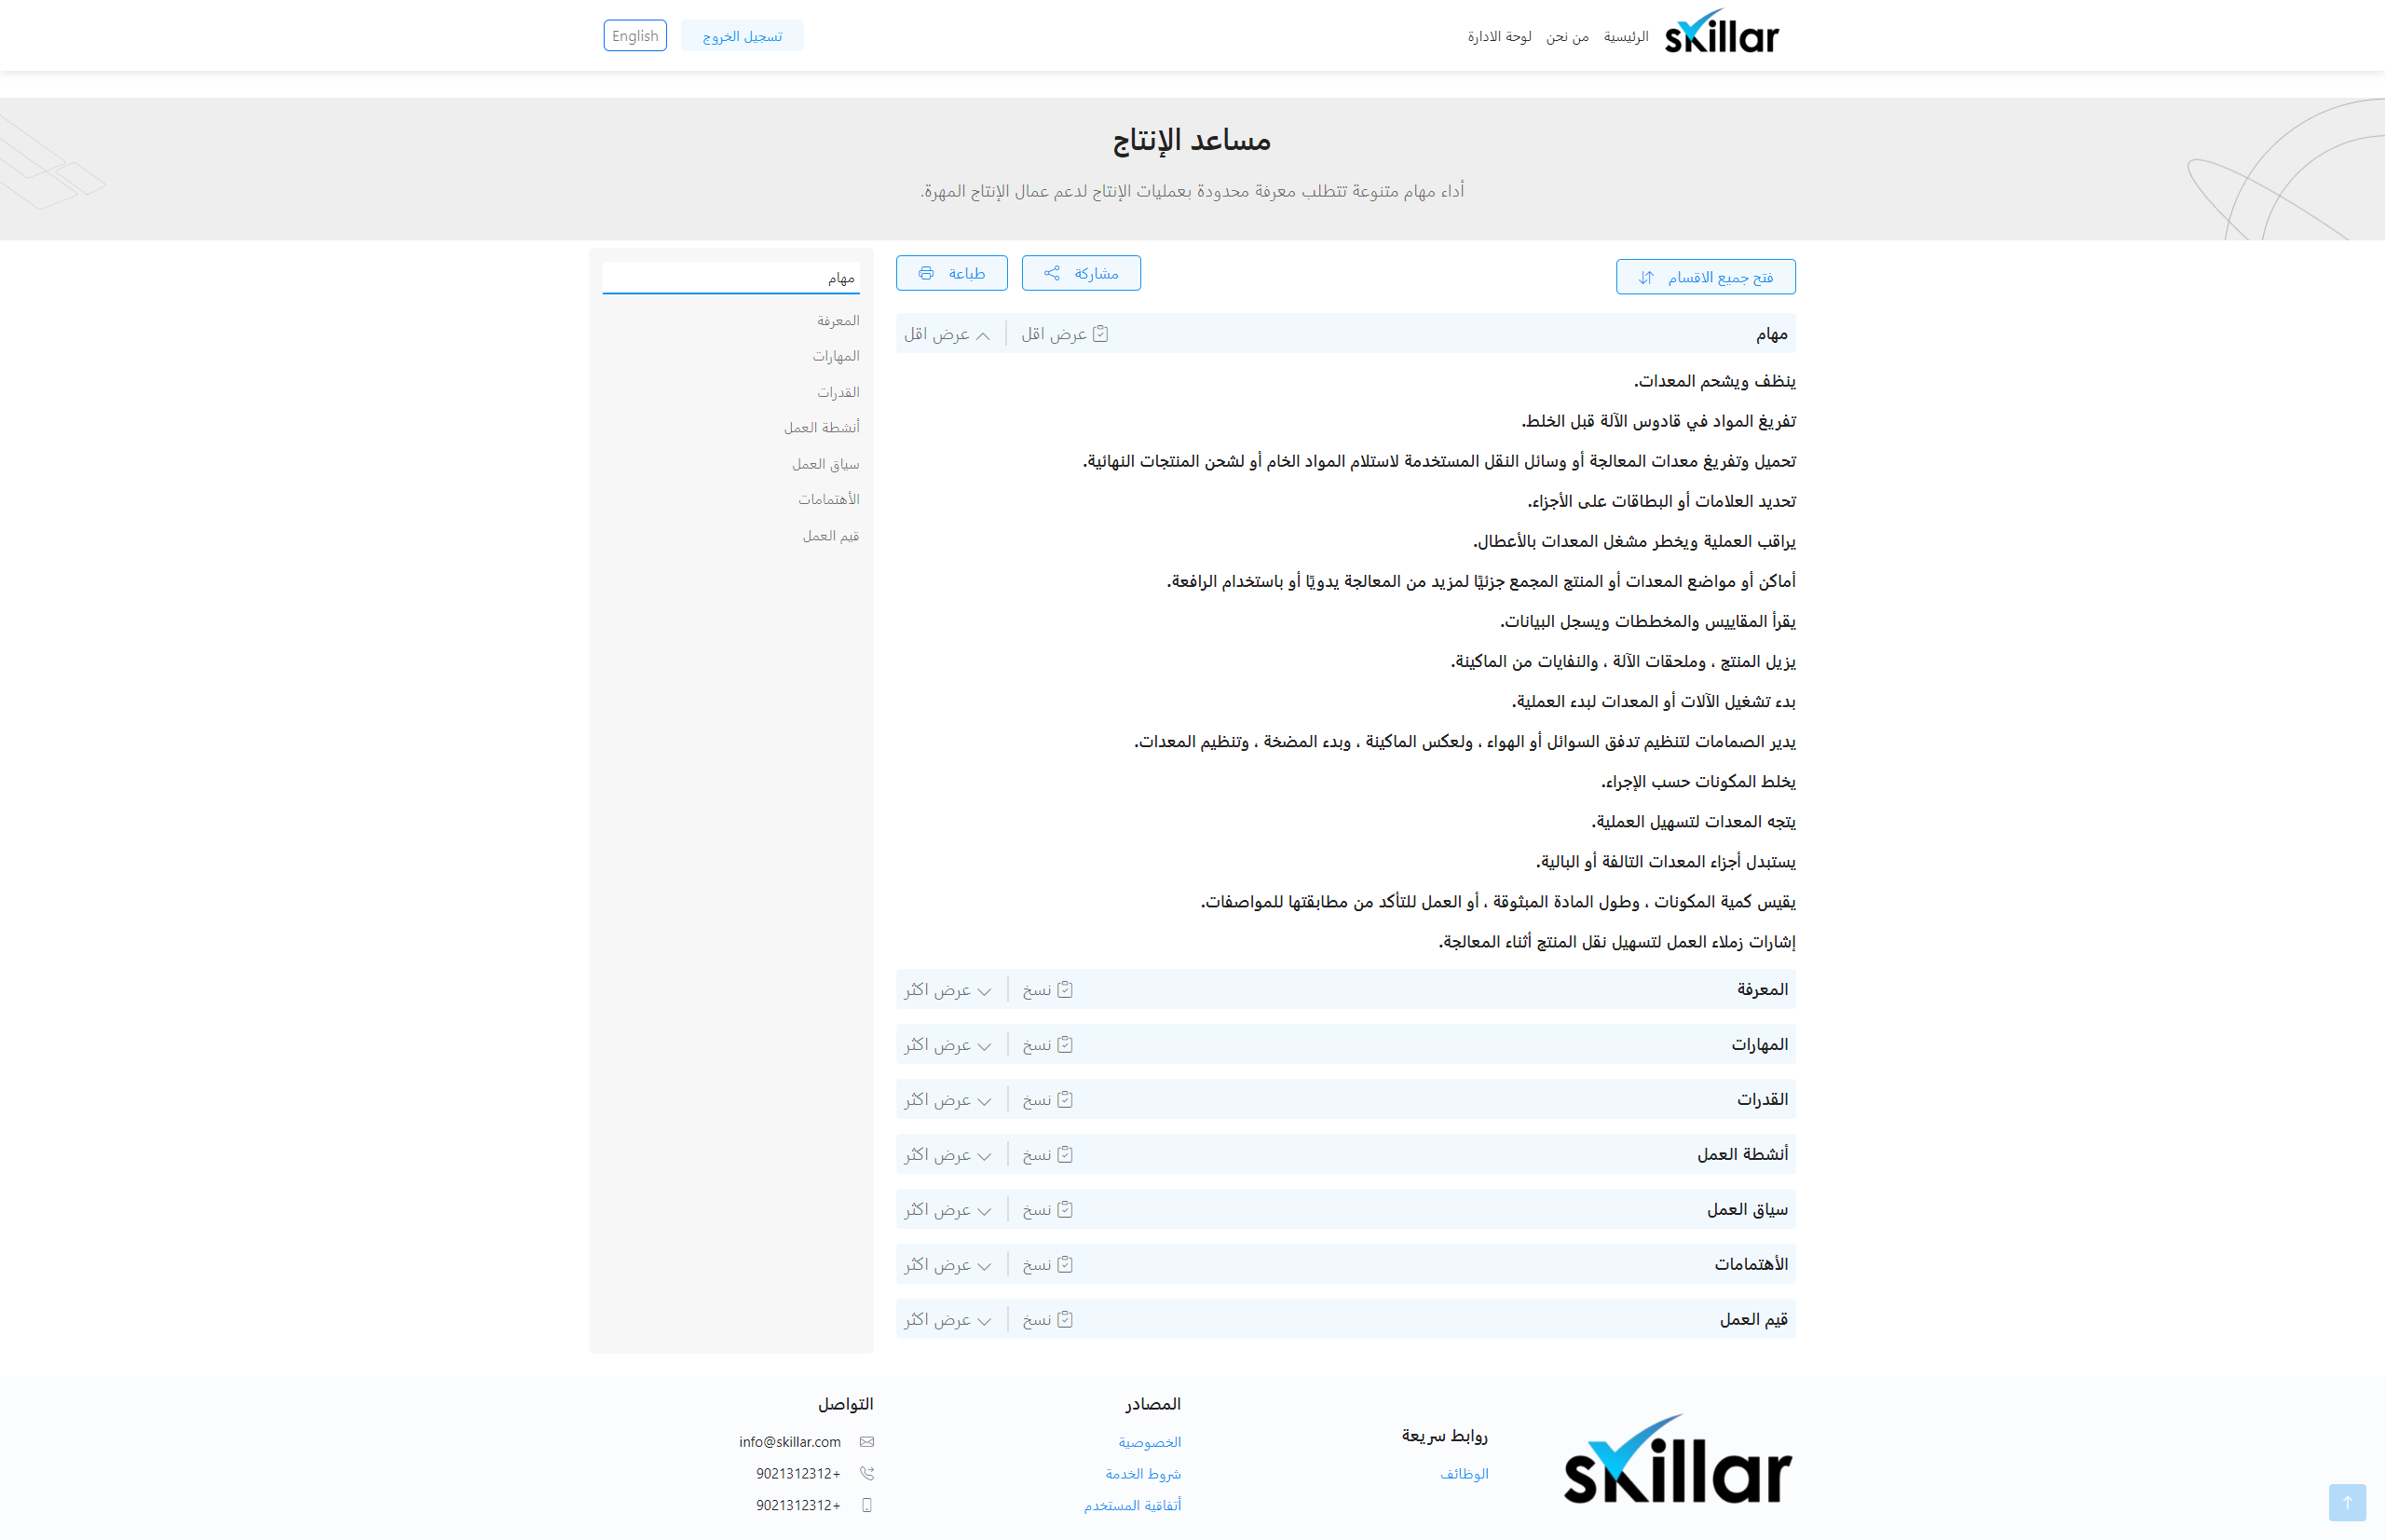 skillar
الرئيسية
من نحن
لوحة الادارة
تسجيل الخروج
English
مساعد الإنتاج
أداء مهام متنوعة تتطلب معرفة محدودة بعمليات الإنتاج لدعم عمال الإنتاج المهرة.
فتح جميع الاقسام
مشاركة
طباعة
مهام
عرض اقل
عرض اقل
ينظف ويشحم المعدات.
تفريغ المواد في قادوس الآلة قبل الخلط.
تحميل وتفريغ معدات المعالجة أو وسائل النقل المستخدمة لاستلام المواد الخام أو لشحن المنتجات النهائية.
تحديد العلامات أو البطاقات على الأجزاء.
يراقب العملية ويخطر مشغل المعدات بالأعطال.
أماكن أو مواضع المعدات أو المنتج المجمع جزئيًا لمزيد من المعالجة يدويًا أو باستخدام الرافعة.
يقرأ المقاييس والمخططات ويسجل البيانات.
يزيل المنتج ، وملحقات الآلة ، والنفايات من الماكينة.
بدء تشغيل الآلات أو المعدات لبدء العملية.
يدير الصمامات لتنظيم تدفق السوائل أو الهواء ، ولعكس الماكينة ، وبدء المضخة ، وتنظيم المعدات.
يخلط المكونات حسب الإجراء.
يتجه المعدات لتسهيل العملية.
يستبدل أجزاء المعدات التالفة أو البالية.
يقيس كمية المكونات ، وطول المادة المبثوقة ، أو العمل للتأكد من مطابقتها للمواصفات.
إشارات زملاء العمل لتسهيل نقل المنتج أثناء المعالجة.
المعرفة
نسخ
عرض اكثر
المهارات
نسخ
عرض اكثر
القدرات
نسخ
عرض اكثر
أنشطة العمل
نسخ
عرض اكثر
سياق العمل
نسخ
عرض اكثر
الأهتمامات
نسخ
عرض اكثر
قيم العمل
نسخ
عرض اكثر
مهام
المعرفة
المهارات
القدرات
أنشطة العمل
سياق العمل
الأهتمامات
قيم العمل
skillar
روابط سريعة
الوظائف
المصادر
الخصوصية
شروط الخدمة
أتفاقية المستخدم
التواصل
info@skillar.com
9021312312+
9021312312+